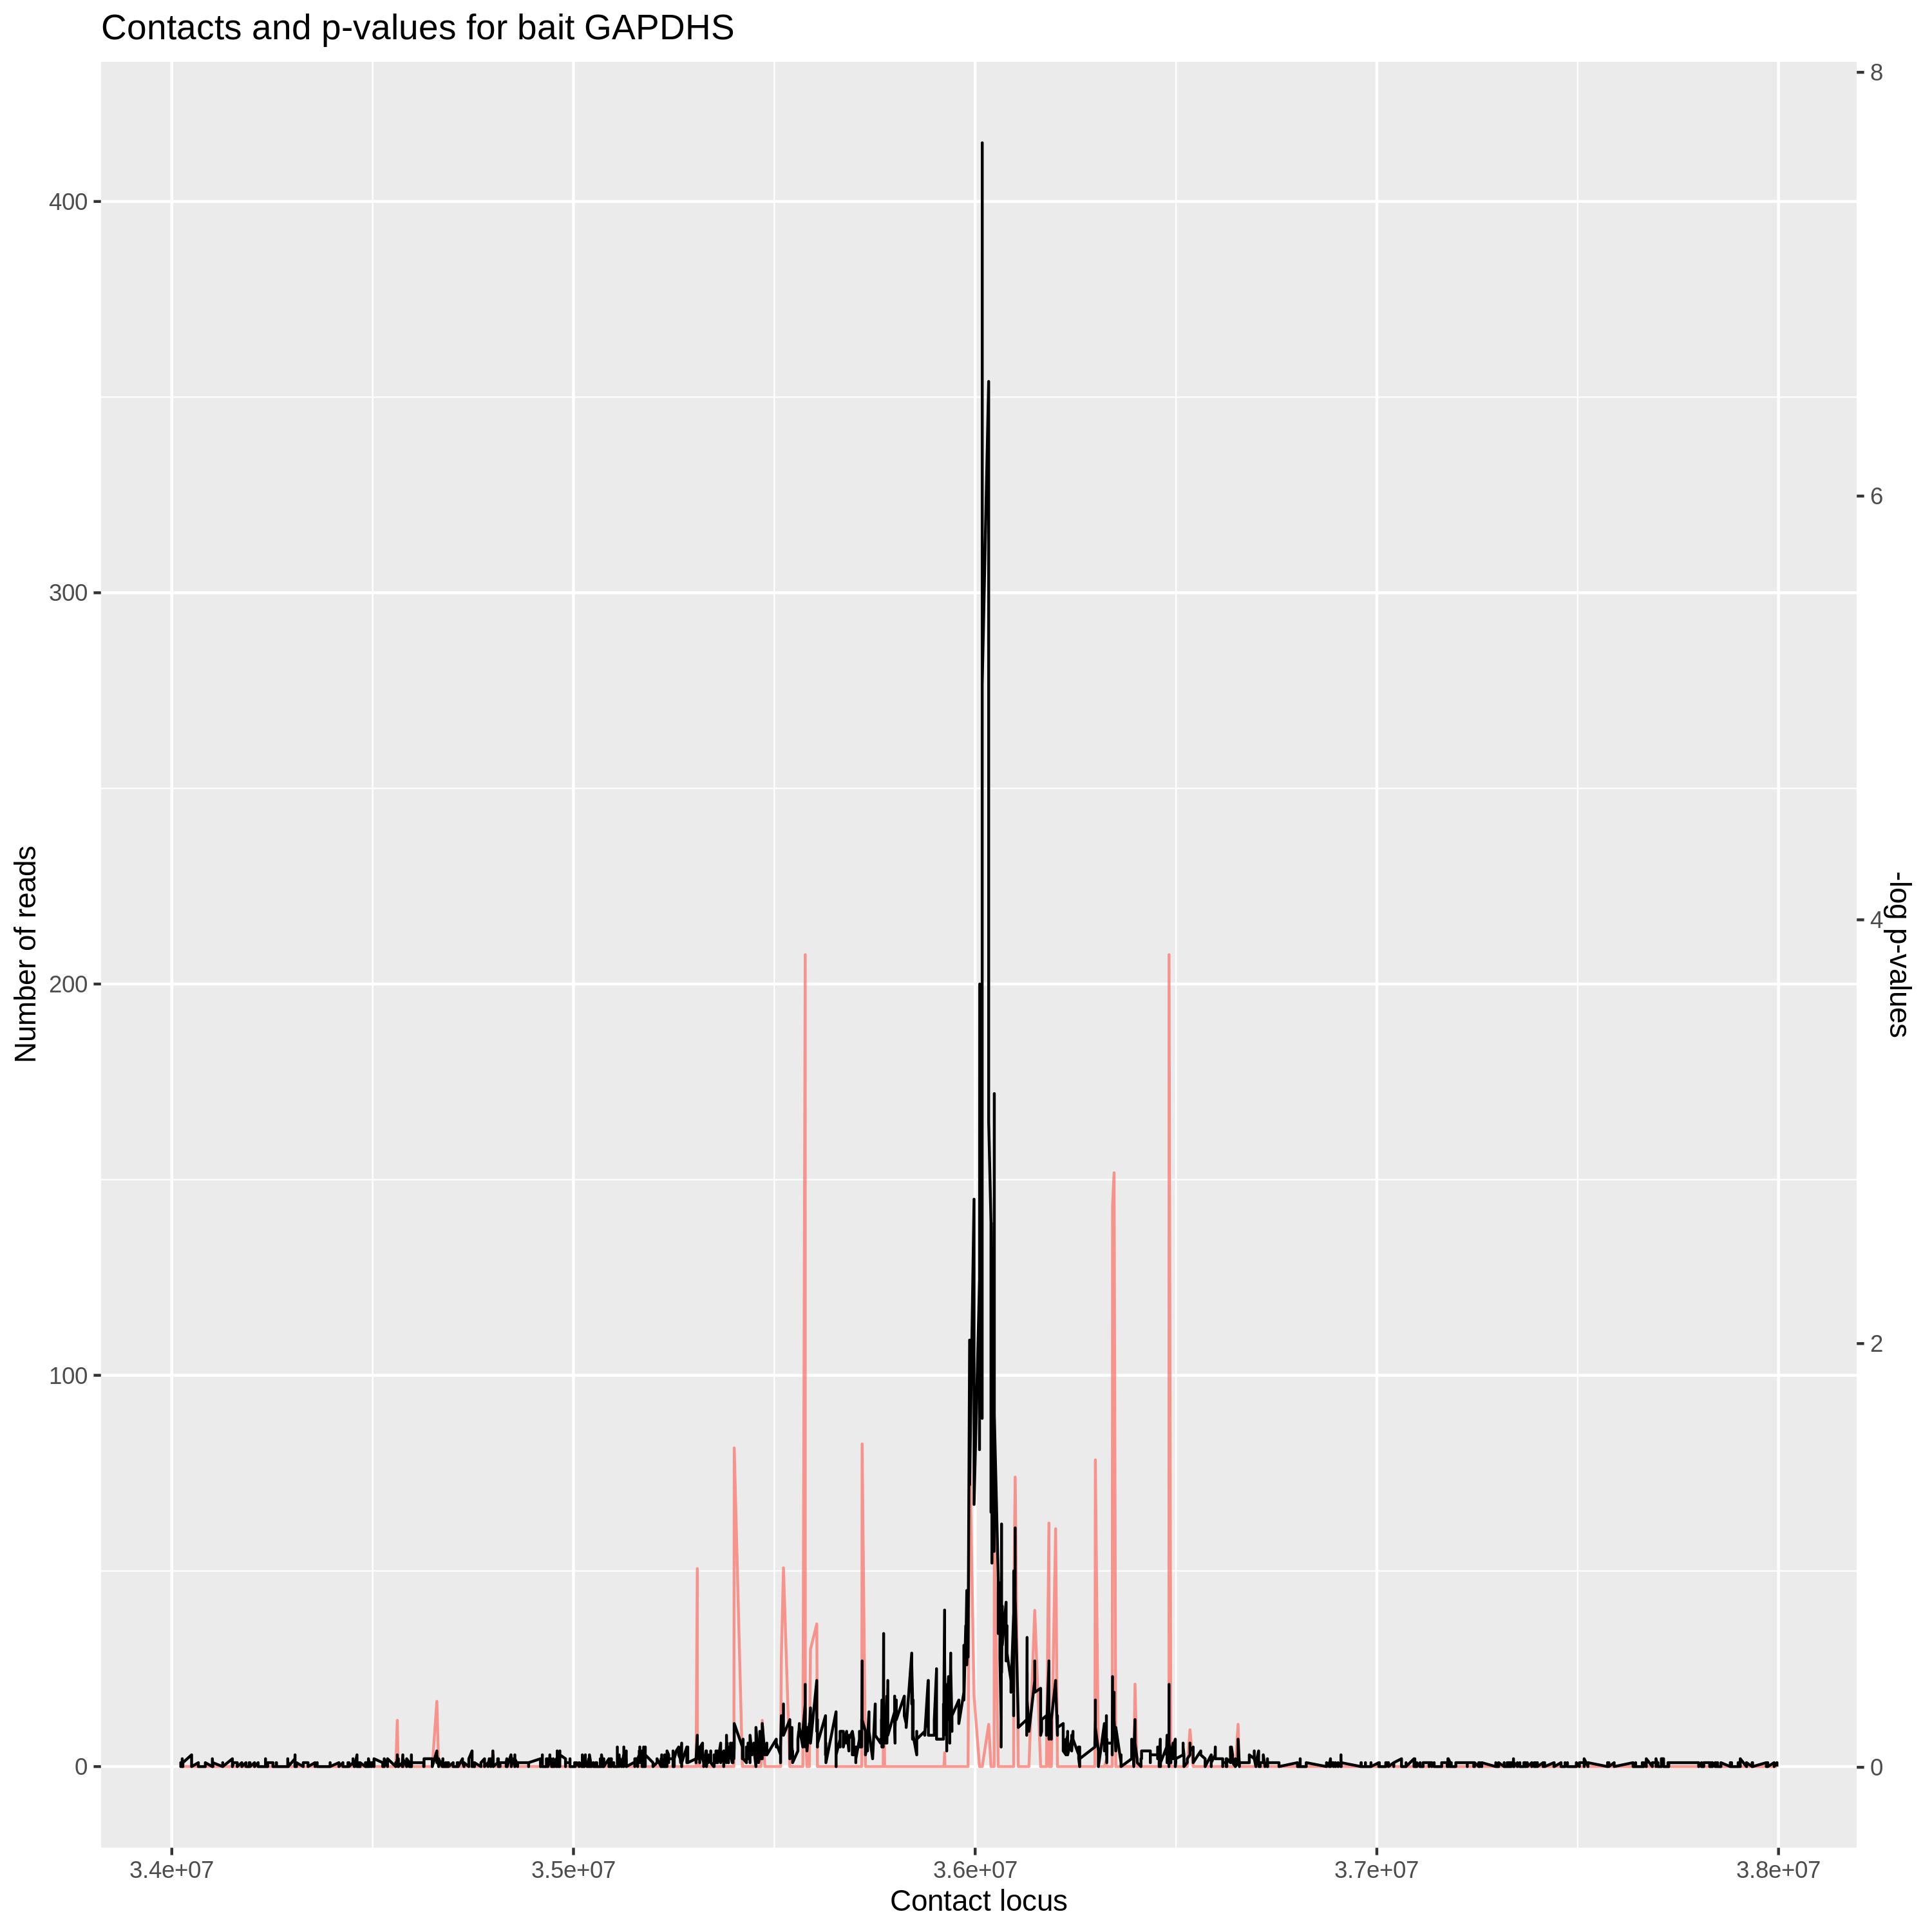 Contacts and p-values for bait GAPDHS
Number of reads
400
300
200
100
0
8
6
4
2
0
-log p-values
3.4e+07
3.5e+07
3.6e+07
3.7e+07
3.8e+07
Contact locus